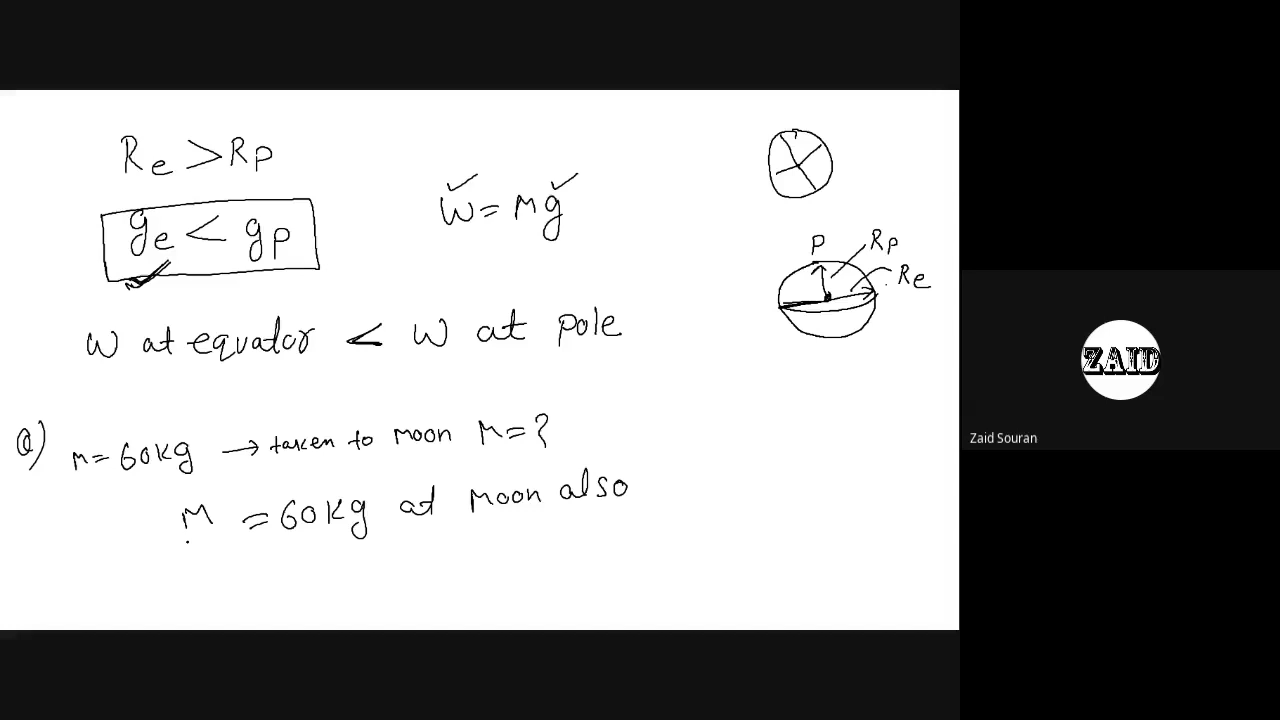 Re > Rp
ge < gp
W = mg
P
Rp
Re
W at equator < W at pole
Q) m = 60kg → taken to moon M = ?
M = 60kg at moon also
ZAID
Zaid Souran